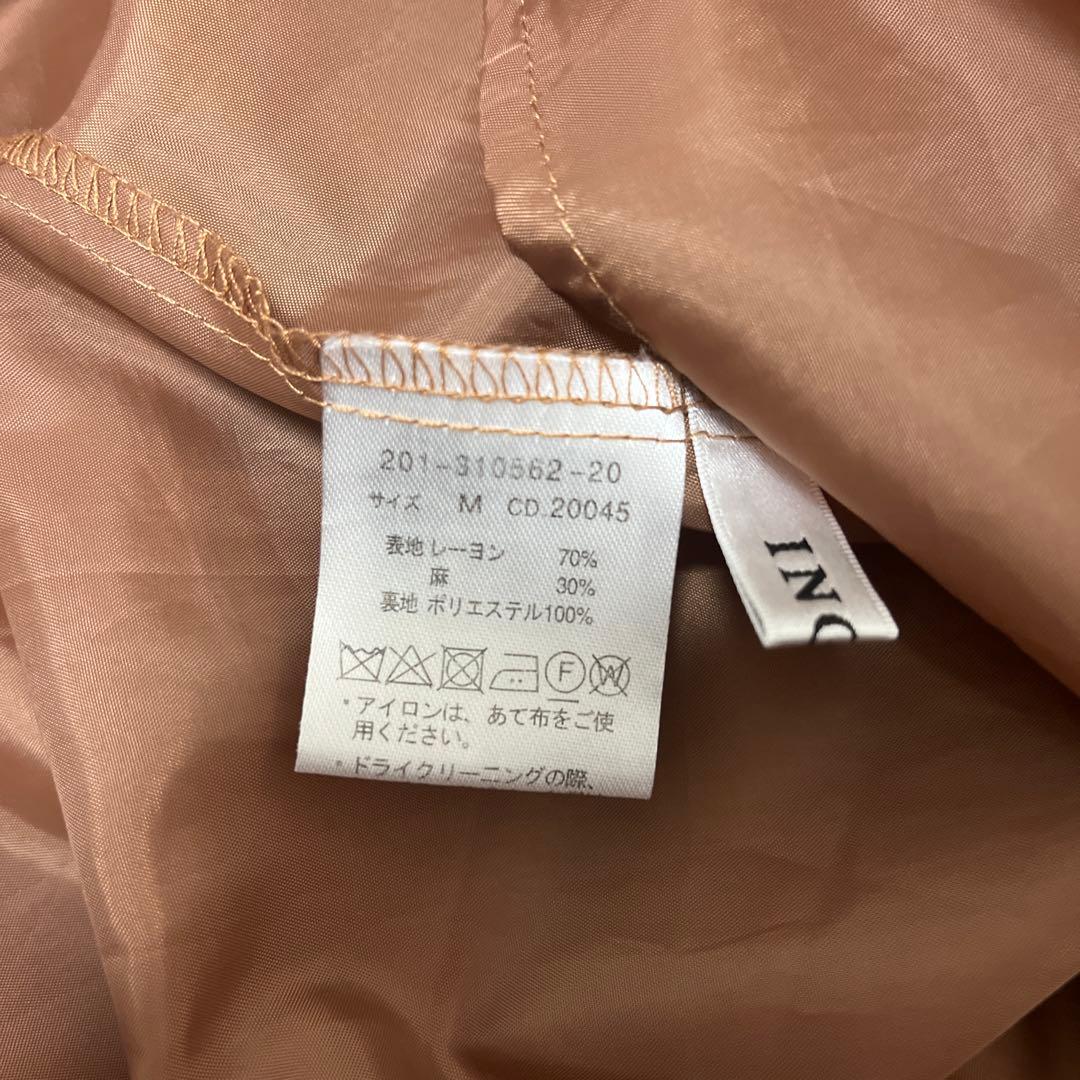 201-310562-20
サイズ M CD.20045
表地 レーヨン 70%
麻 30%
裏地 ポリエステル100%
F W
*アイロンは、あて布をご使
用ください。
*ドライクリーニングの際、
INO